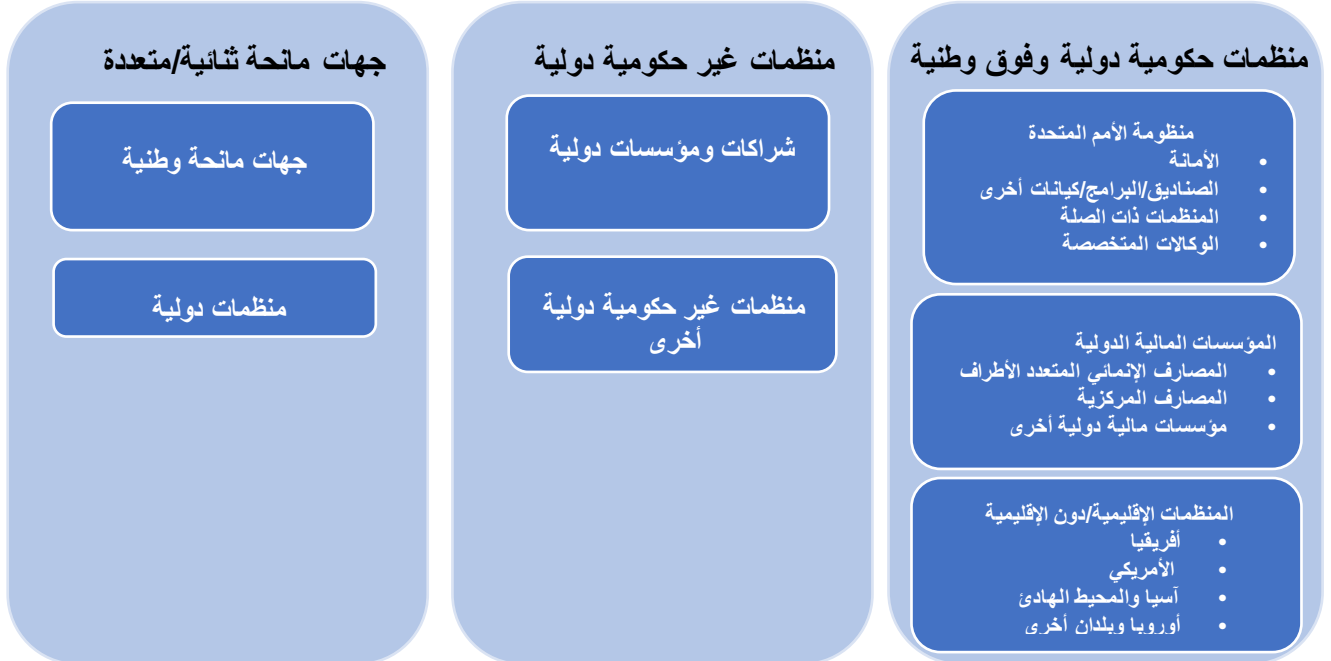 منظمات حكومية دولية وفوق وطنية
منظومة الأمم المتحدة
• الأمانة
• الصناديق/البرامج/كيانات أخرى
• المنظمات ذات الصلة
• الوكالات المتخصصة
المؤسسات المالية الدولية
• المصارف الإنمائي المتعدد الأطراف
• المصارف المركزية
• مؤسسات مالية دولية أخرى
المنظمات الإقليمية/دون الإقليمية
• أفريقيا
• الأمريكي
• آسيا والمحيط الهادئ
• أوروبا وبلدان أخرى
منظمات غير حكومية دولية
شراكات ومؤسسات دولية
منظمات غير حكومية دولية
أخرى
جهات مانحة ثنائية/متعددة
جهات مانحة وطنية
منظمات دولية